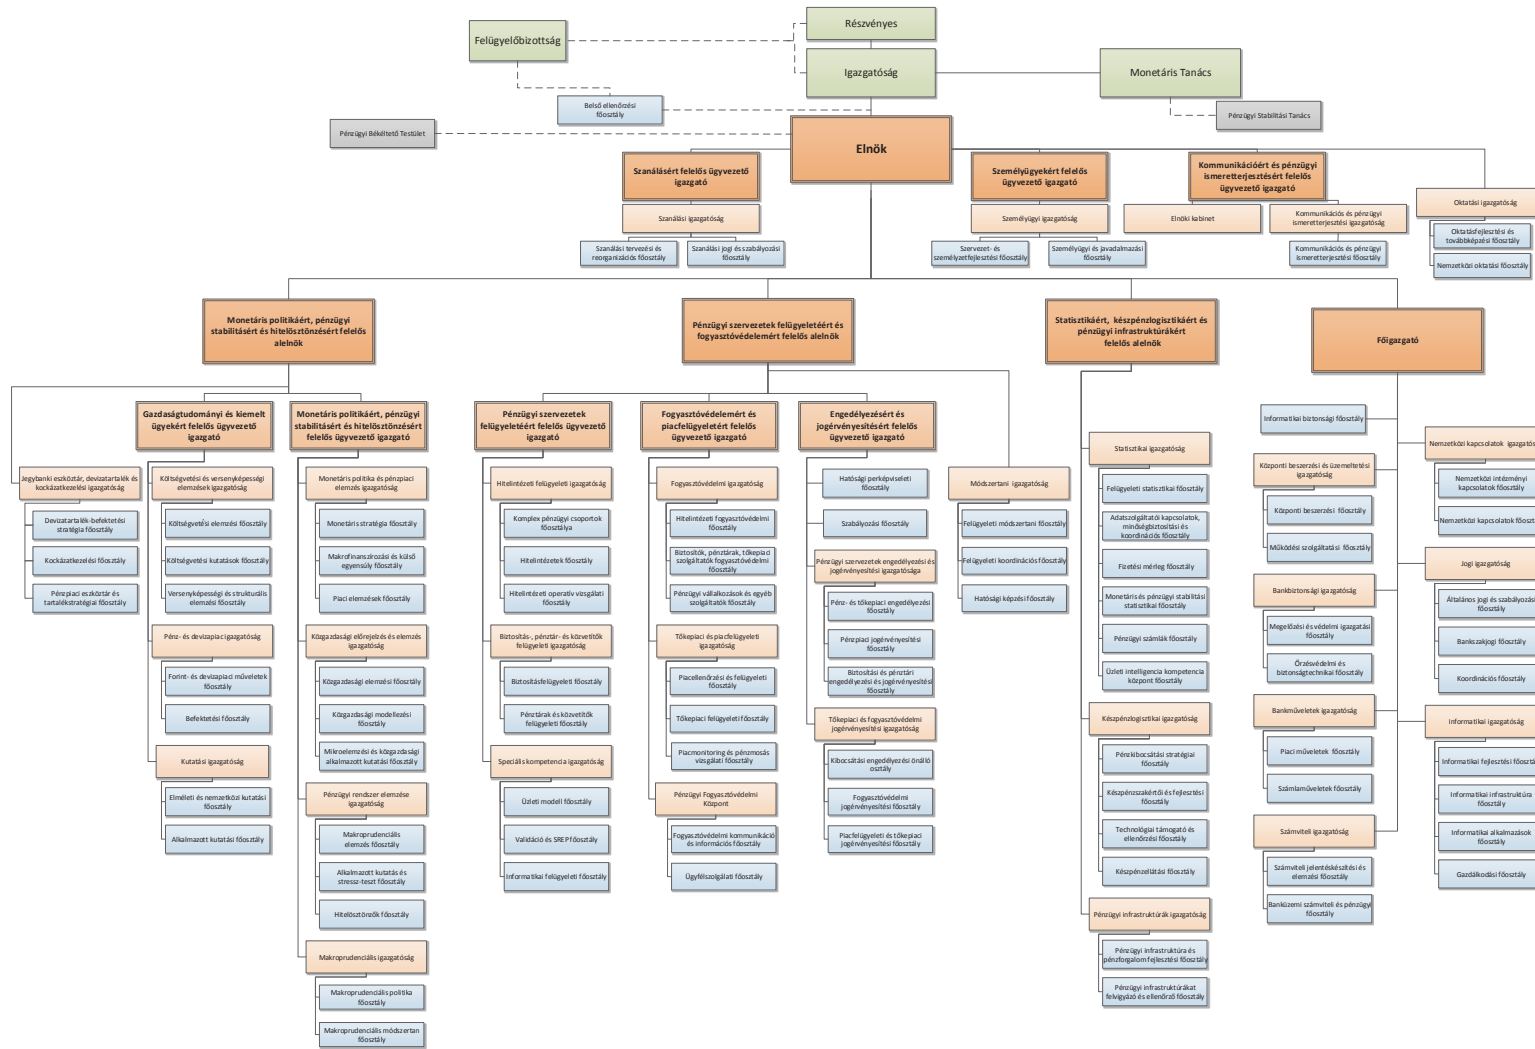 Részvényes
Felügyelőbizottság
Igazgatóság
Monetáris Tanács
Belső ellenőrzési
főosztály
Pénzügyi Békéltető Testület
Pénzügyi Stabilitási Tanács
Elnök
Szanálásért felelős ügyvezető
igazgató
Személyügyekért felelős
ügyvezető igazgató
Kommunikációért és pénzügyi
ismeretterjesztésért felelős
ügyvezető igazgató
Szanálási igazgatóság
Személyügyi igazgatóság
Elnöki kabinet
Kommunikációs és pénzügyi
ismeretterjesztési igazgatóság
Oktatási igazgatóság
Szanálási tervezési és
reorganizációs főosztály
Szanálási jogi és szabályozási
főosztály
Szervezet- és
személyzetfejlesztési főosztály
Személyügyi és javadalmazási
főosztály
Kommunikációs és pénzügyi
ismeretterjesztési főosztály
Oktatásfejlesztési és
továbbképzési főosztály
Nemzetközi oktatási főosztály
Monetáris politikáért, pénzügyi
stabilitásért és hitelösztönzésért felelős
alelnök
Pénzügyi szervezetek felügyeletéért és
fogyasztóvédelemért felelős alelnök
Statisztikáért, készpénzlogisztikáért és
pénzügyi infrastruktúrákért
felelős alelnök
Főigazgató
Gazdaságtudományi és kiemelt
ügyekért felelős ügyvezető
igazgató
Monetáris politikáért, pénzügyi
stabilitásért és hitelösztönzésért
felelős ügyvezető igazgató
Pénzügyi szervezetek
felügyeletéért felelős ügyvezető
igazgató
Fogyasztóvédelemért és
piacfelügyeletért felelős
ügyvezető igazgató
Engedélyezésért és
jogérvényesítésért felelős
ügyvezető igazgató
Jegybanki eszköztár, devizatartalék és
kockázatkezelési igazgatóság
Devizatartalék-befektetési
stratégia főosztály
Kockázatkezelési főosztály
Pénzpiaci eszköztár és
tartalékstratégiai főosztály
Költségvetési és versenyképességi
elemzések igazgatóság
Költségvetési elemzési főosztály
Költségvetési kutatások főosztály
Versenyképességi és strukturális
elemzési főosztály
Pénz- és devizapiac igazgatóság
Forint- és devizapiaci műveletek
főosztály
Befektetési főosztály
Kutatási igazgatóság
Elméleti és nemzetközi kutatási
főosztály
Alkalmazott kutatási főosztály
Monetáris politika és pénzpiaci
elemzés igazgatóság
Monetáris stratégia főosztály
Makrofinanszírozási és külső
egyensúly főosztály
Piaci elemzések főosztály
Közgazdasági előrejelzés és elemzés
igazgatóság
Közgazdasági elemzési főosztály
Közgazdasági modellezési
főosztály
Mikroelemzési és közgazdasági
alkalmazott kutatási főosztály
Pénzügyi rendszer elemzése
igazgatóság
Makroprudenciális
elemzés főosztály
Alkalmazott kutatás és
stressz-teszt főosztály
Hitelösztönzők főosztály
Makroprudenciális igazgatóság
Makroprudenciális politika
főosztály
Makroprudenciális módszertan
főosztály
Hitelintézeti felügyeleti igazgatóság
Komplex pénzügyi csoportok
főosztálya
Hitelintézetek főosztály
Hitelintézeti operatív vizsgálati
főosztály
Biztosítás-, pénztár- és közvetítők
felügyeleti igazgatóság
Biztosításfelügyeleti főosztály
Pénztárak és közvetítők
felügyeleti főosztály
Speciális kompetencia igazgatóság
Üzleti modell főosztály
Validáció és SREP főosztály
Informatikai felügyeleti főosztály
Fogyasztóvédelmi igazgatóság
Hitelintézeti fogyasztóvédelmi
főosztály
Biztosítók, pénztárak, tőkepiaci
szolgáltatók fogyasztóvédelmi
főosztály
Pénzügyi vállalkozások és egyéb
szolgáltatók főosztály
Tőkepiaci és piacfelügyeleti
igazgatóság
Piacellenőrzési és felügyeleti
főosztály
Tőkepiaci felügyeleti főosztály
Piacmonitoring és pénzmosás
vizsgálati főosztály
Pénzügyi Fogyasztóvédelmi
Központ
Fogyasztóvédelmi kommunikáció
és információs főosztály
Ügyfélszolgálati főosztály
Hatósági perképviseleti
főosztály
Szabályozási főosztály
Pénzügyi szervezetek engedélyezési és
jogérvényesítési igazgatósága
Pénz- és tőkepiaci engedélyezési
főosztály
Pénzpiaci jogérvényesítési
főosztály
Biztosítási és pénztári
engedélyezési és jogérvényesítési
főosztály
Tőkepiaci és fogyasztóvédelmi
jogérvényesítési igazgatóság
Kibocsátási engedélyezési önálló
osztály
Fogyasztóvédelmi
jogérvényesítési főosztály
Piacfelügyeleti és tőkepiaci
jogérvényesítési főosztály
Módszertani igazgatóság
Felügyeleti módszertani főosztály
Felügyeleti koordinációs főosztály
Hatósági képzési főosztály
Statisztikai igazgatóság
Felügyeleti statisztikai főosztály
Adatszolgáltatói kapcsolatok,
minőségbiztosítási és
koordinációs főosztály
Fizetési mérleg főosztály
Monetáris és pénzügyi stabilitási
statisztikai főosztály
Pénzügyi számlák főosztály
Üzleti intelligencia kompetencia
központ főosztály
Készpénzlogisztikai igazgatóság
Pénzkibocsátási stratégiai
főosztály
Készpénzszakértői és fejlesztési
főosztály
Technológiai támogató és
ellenőrzési főosztály
Készpénzellátási főosztály
Pénzügyi infrastruktúrák igazgatóság
Pénzügyi infrastruktúra és
pénzforgalom fejlesztési főosztály
Pénzügyi infrastruktúrákat
felvigyázó és ellenőrző főosztály
Informatikai biztonsági főosztály
Központi beszerzési és üzemeltetési
igazgatóság
Központi beszerzési főosztály
Működési szolgáltatási főosztály
Bankbiztonsági igazgatóság
Megelőzési és védelmi igazgatási
főosztály
Őrzésvédelmi és
biztonságtechnikai főosztály
Bankműveletek igazgatóság
Piaci műveletek főosztály
Számlaműveletek főosztály
Számviteli igazgatóság
Számviteli jelentéskészítési és
elemzési főosztály
Banküzemi számviteli és pénzügyi
főosztály
Nemzetközi kapcsolatok igazgatós
Nemzetközi intézményi
kapcsolatok főosztály
Nemzetközi kapcsolatok főoszt
Jogi igazgatóság
Általános jogi és szabályozási
főosztály
Bankszakjogi főosztály
Koordinációs főosztály
Informatikai igazgatóság
Informatikai fejlesztési főosztá
Informatikai infrastruktúra
főosztály
Informatikai alkalmazások
főosztály
Gazdálkodási főosztály